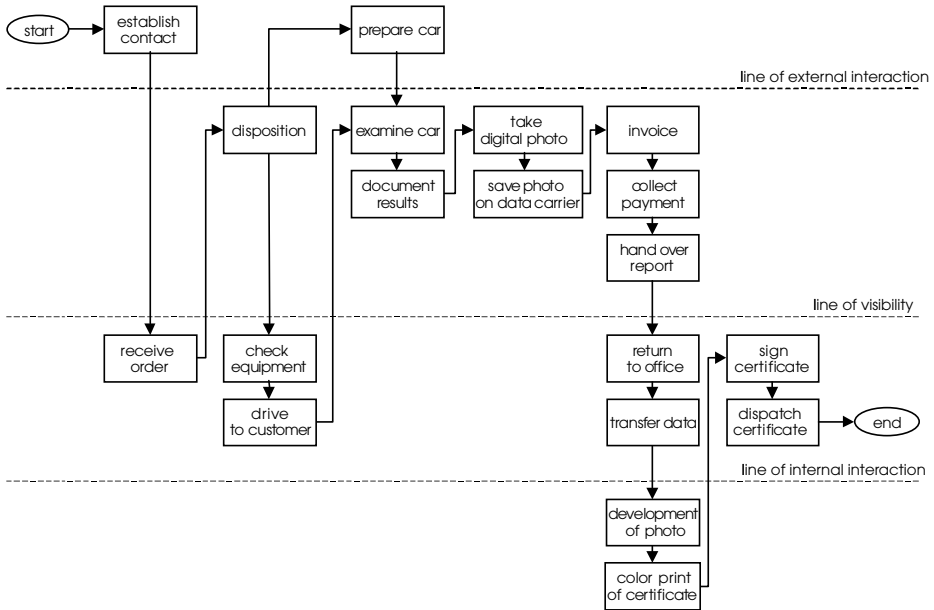 start
establish
contact
prepare car
line of external interaction
disposition
examine car
take
digital photo
invoice
document
results
save photo
on data carrier
collect
payment
hand over
report
line of visibility
receive
order
check
equipment
return
to office
sign
certificate
drive
to customer
transfer data
dispatch
certificate
end
line of internal interaction
development
of photo
color print
of certificate